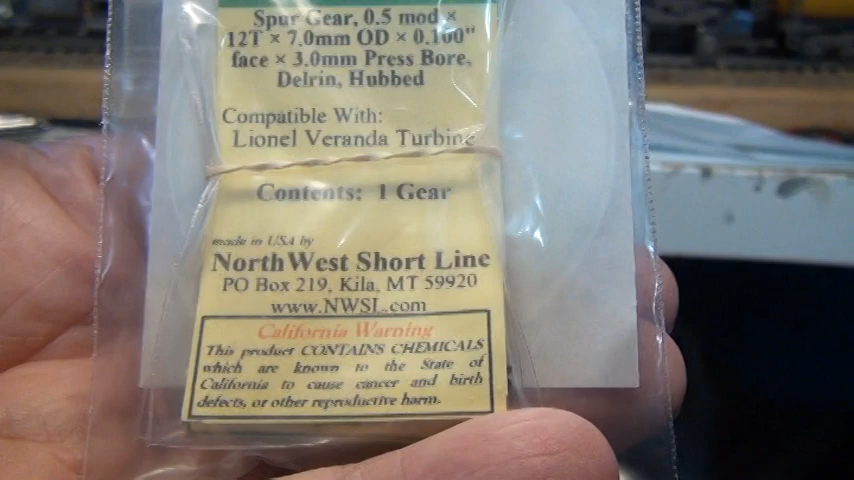 Spur Gear, 0.5 mod ×
12T × 7.0mm OD × 0.100"
face × 3.0mm Press Bore,
Delrin, Hubbed
Compatible With:
Lionel Veranda Turbine
Contents: 1 Gear
made in USA by
NorthWest Short Line
PO Box 219, Kila, MT 59920
www.NWSL.com
California Warning
This product CONTAINS CHEMICALS
which are known to the State of
California to cause cancer and birth
defects, or other reproductive harm.